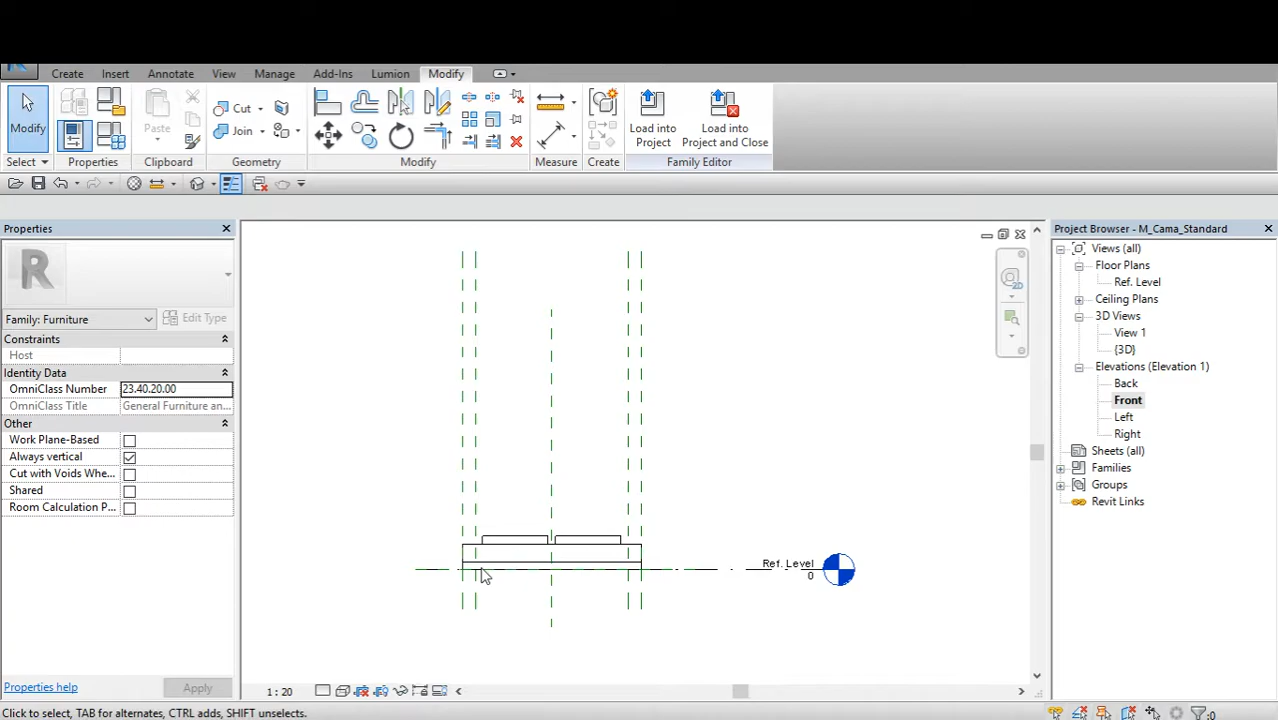 Create Insert Annotate View Manage Add-Ins Lumion Modify
Modify Paste Cut Join Load into Project Load into Project and Close
Select Properties Clipboard Geometry Modify Measure Create Family Editor
Properties
Family: Furniture Edit Type
Constraints
Host
Identity Data
OmniClass Number 23.40.20.00
OmniClass Title General Furniture an...
Other
Work Plane-Based
Always vertical
Cut with Voids Whe...
Shared
Room Calculation P...
Properties help Apply
Ref. Level
0
2D
Project Browser - M_Cama_Standard
Views (all)
Floor Plans
Ref. Level
Ceiling Plans
3D Views
View 1
{3D}
Elevations (Elevation 1)
Back
Front
Left
Right
Sheets (all)
Families
Groups
Revit Links
1 : 20
Click to select, TAB for alternates, CTRL adds, SHIFT unselects.
:0